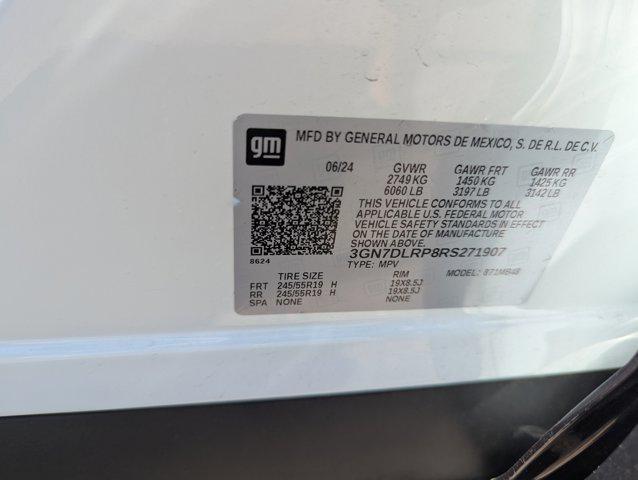 gm MFD BY GENERAL MOTORS DE MEXICO, S. DE R.L. DE C.V.
06/24 GVWR GAWR FRT GAWR RR
2749 KG 1450 KG 1425 KG
6060 LB 3197 LB 3142 LB
THIS VEHICLE CONFORMS TO ALL
APPLICABLE U.S. FEDERAL MOTOR
VEHICLE SAFETY STANDARDS IN EFFECT
ON THE DATE OF MANUFACTURE
SHOWN ABOVE.
3GN7DLRP8RS271907
8624 TYPE: MPV MODEL: 871MB48
TIRE SIZE RIM
FRT 245/55R19 H 19X8.5J
RR 245/55R19 H 19X8.5J
SPA NONE NONE